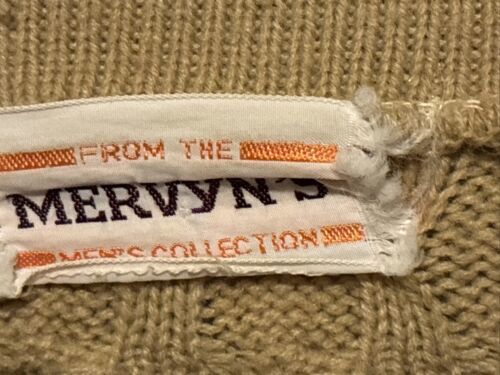 FROM THE
MERVYN'S
MEN'S COLLECTION